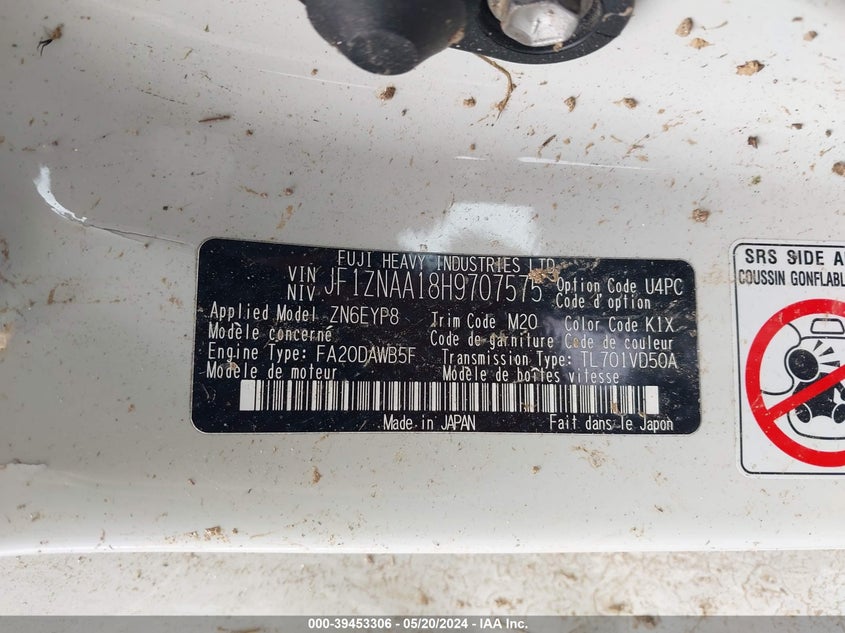 FUJI HEAVY INDUSTRIES LTD.
VIN
NIV JF1ZNAA18H9707575 Option Code U4PC
Code d'option
Applied Model ZN6EYP8 Trim Code M20 Color Code K1X
Modèle concerné Code de garniture Code de couleur
Engine Type: FA20DAWB5F Transmission Type: TL701VD50A
Modèle de moteur Modèle de boîtes vitesse
Made in JAPAN Fait dans le Japon
SRS SIDE
COUSSIN GONFLABLE
000-39453306 - 05/20/2024 - IAA Inc.